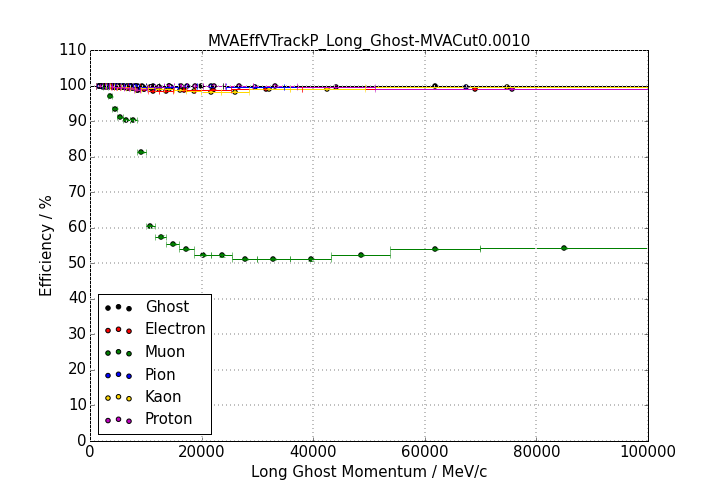 MVAEffVTrackP_Long_Ghost-MVACut0.0010
110
100
90
80
70
60
50
40
30
20
10
0
Efficiency / %
Ghost
Electron
Muon
Pion
Kaon
Proton
0 20000 40000 60000 80000 100000
Long Ghost Momentum / MeV/c